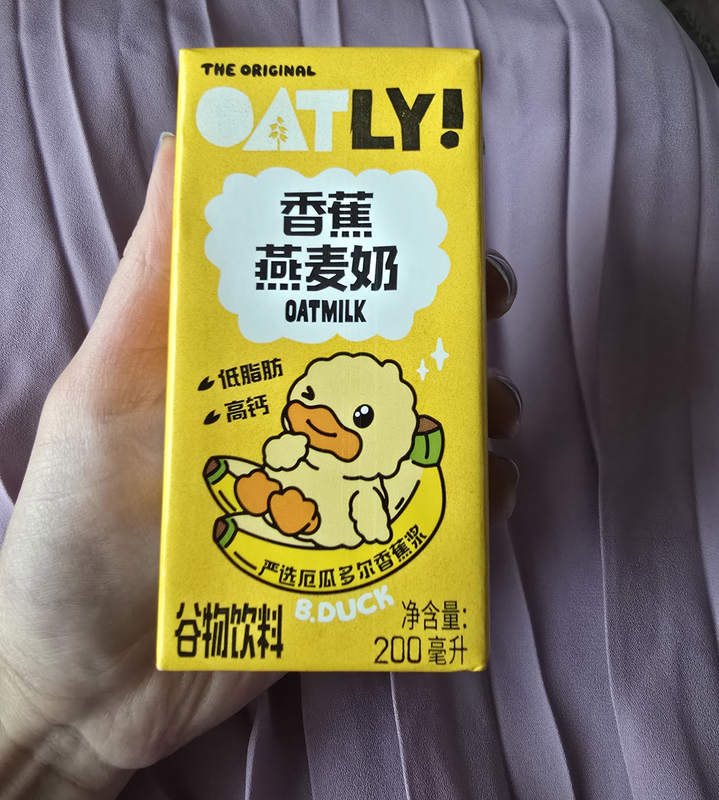 THE ORIGINAL
OATLY!
香蕉
燕麦奶
OATMILK
低脂肪
高钙
严选厄瓜多尔香蕉浆
B.DUCK
谷物饮料
净含量:
200毫升